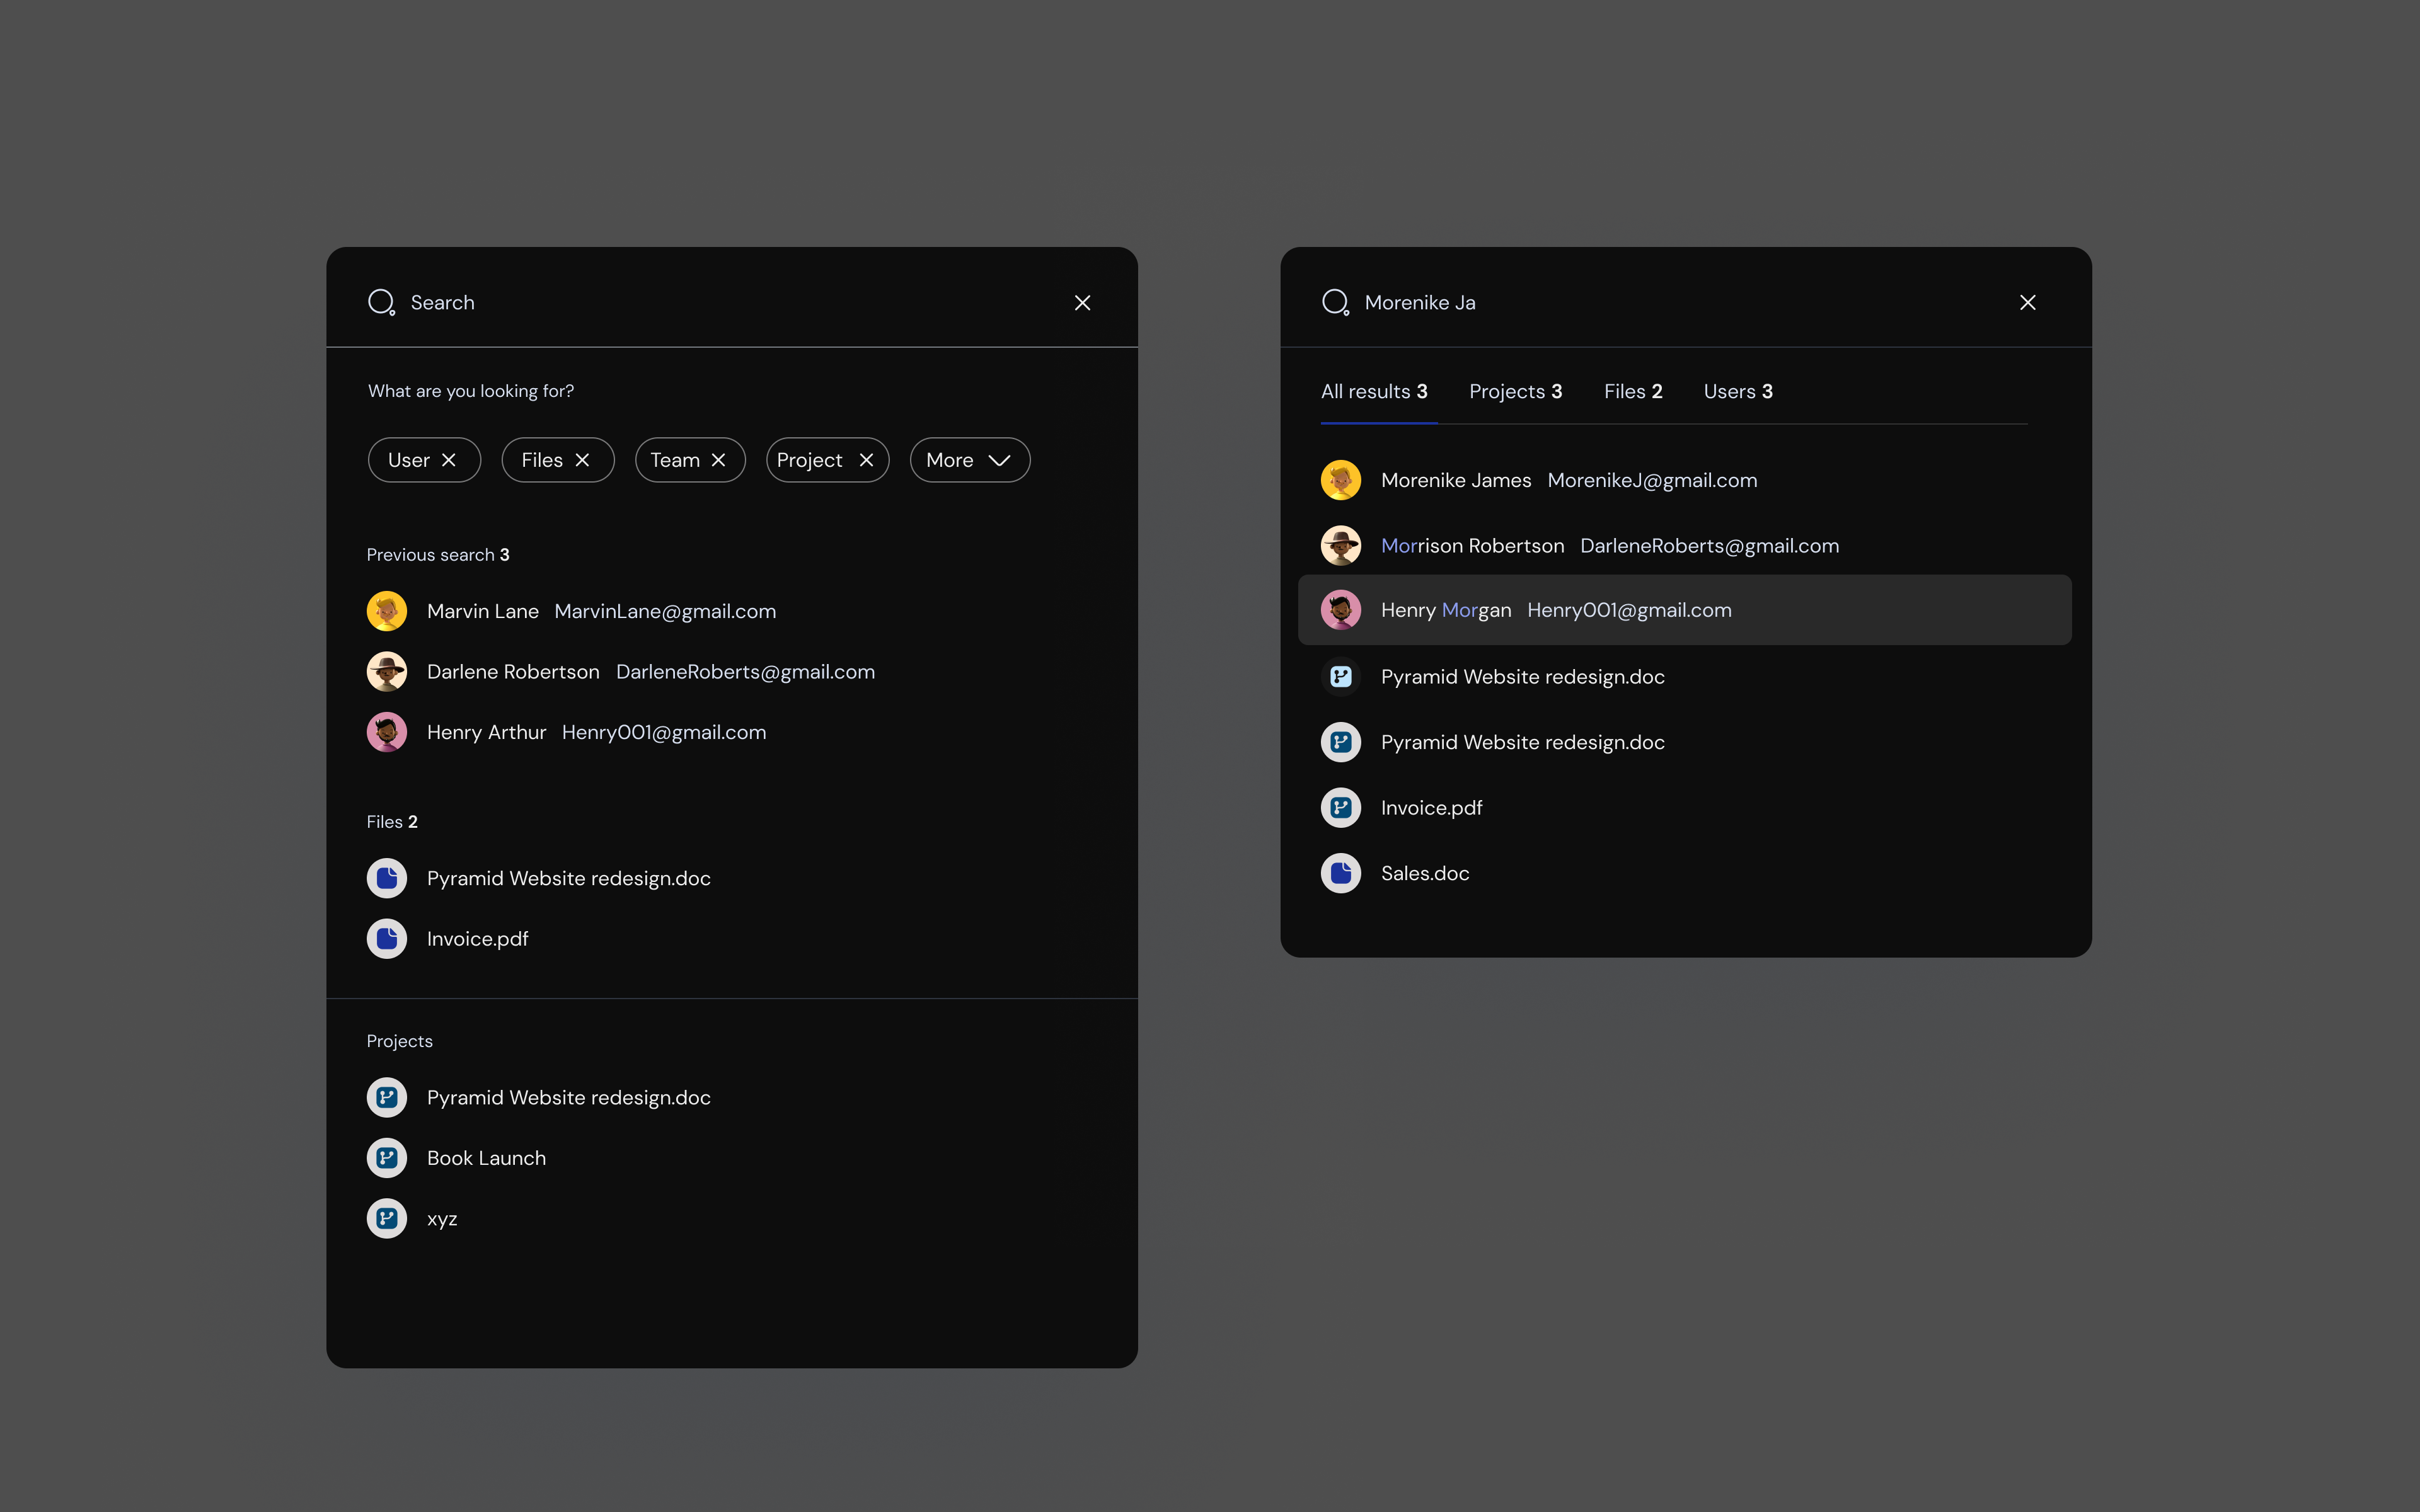 Search
What are you looking for?
User Files Team Project More
Previous search 3
Marvin Lane MarvinLane@gmail.com
Darlene Robertson DarleneRoberts@gmail.com
Henry Arthur Henry001@gmail.com
Files 2
Pyramid Website redesign.doc
Invoice.pdf
Projects
Pyramid Website redesign.doc
Book Launch
xyz
Morenike Ja
All results 3 Projects 3 Files 2 Users 3
Morenike James MorenikeJ@gmail.com
Morrison Robertson DarleneRoberts@gmail.com
Henry Morgan Henry001@gmail.com
Pyramid Website redesign.doc
Pyramid Website redesign.doc
Invoice.pdf
Sales.doc